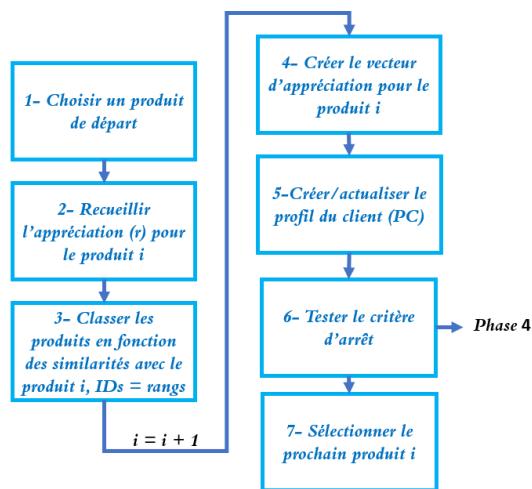 1- Choisir un produit
de départ
2- Recueillir
l'appréciation (r) pour
le produit i
3- Classer les
produits en fonction
des similarités avec le
produit i, IDs = rangs
i = i + 1
4- Créer le vecteur
d'appréciation pour le
produit i
5-Créer/actualiser le
profil du client (PC)
6- Tester le critère
d'arrêt
Phase 4
7- Sélectionner le
prochain produit i